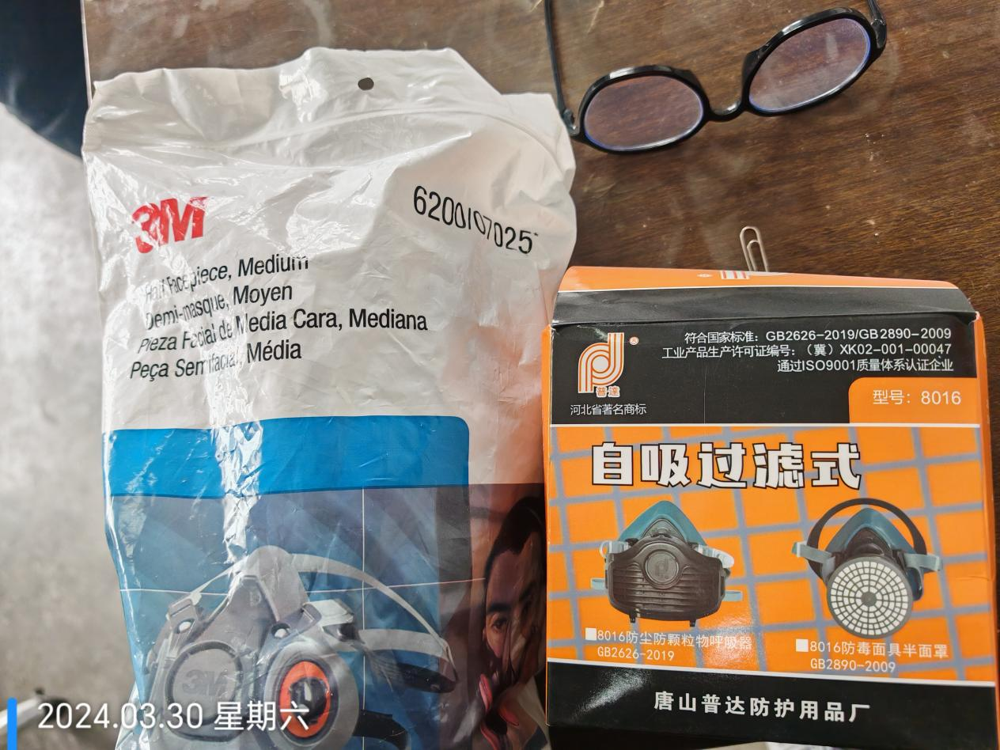 3M
6200/07025
Half Facepiece, Medium
Demi-masque, Moyen
Pieza Facial de Media Cara, Mediana
Peça Semifacial, Média
3M
符合国家标准：GB2626-2019/GB2890-2009
工业产品生产许可证编号：（冀）XK02-001-00047
通过ISO9001质量体系认证企业
普达
河北省著名商标
型号：8016
自吸过滤式
8016防尘防颗粒物呼吸器
GB2626-2019
8016防毒面具半面罩
GB2890-2009
唐山普达防护用品厂
2024.03.30 星期六